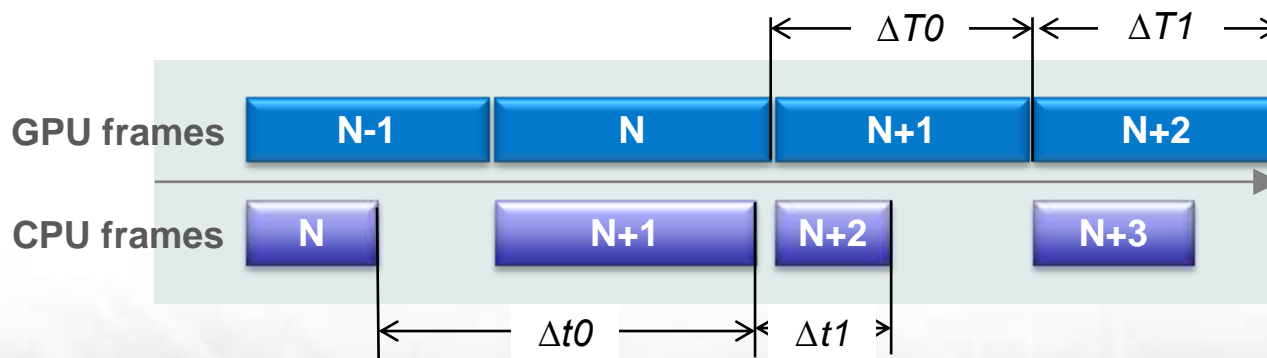 ΔT0 ΔT1
GPU frames N-1 N N+1 N+2
CPU frames N N+1 N+2 N+3
Δt0 Δt1